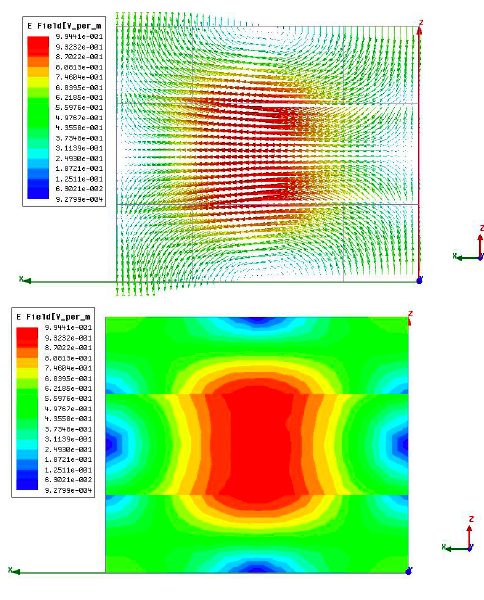 E Field[V_per_m
9.9441e-001
9.3232e-001
8.7022e-001
8.0813e-001
7.4604e-001
6.8395e-001
6.2185e-001
5.5976e-001
4.9767e-001
4.3558e-001
3.7348e-001
3.1139e-001
2.4930e-001
1.8721e-001
1.2511e-001
6.3021e-002
9.2799e-004
Z
X
Z
X
E Field[V_per_m
9.9441e-001
9.3232e-001
8.7022e-001
8.0813e-001
7.4604e-001
6.8395e-001
6.2185e-001
5.5976e-001
4.9767e-001
4.3558e-001
3.7348e-001
3.1139e-001
2.4930e-001
1.8721e-001
1.2511e-001
6.3021e-002
9.2799e-004
Z
X
Z
X